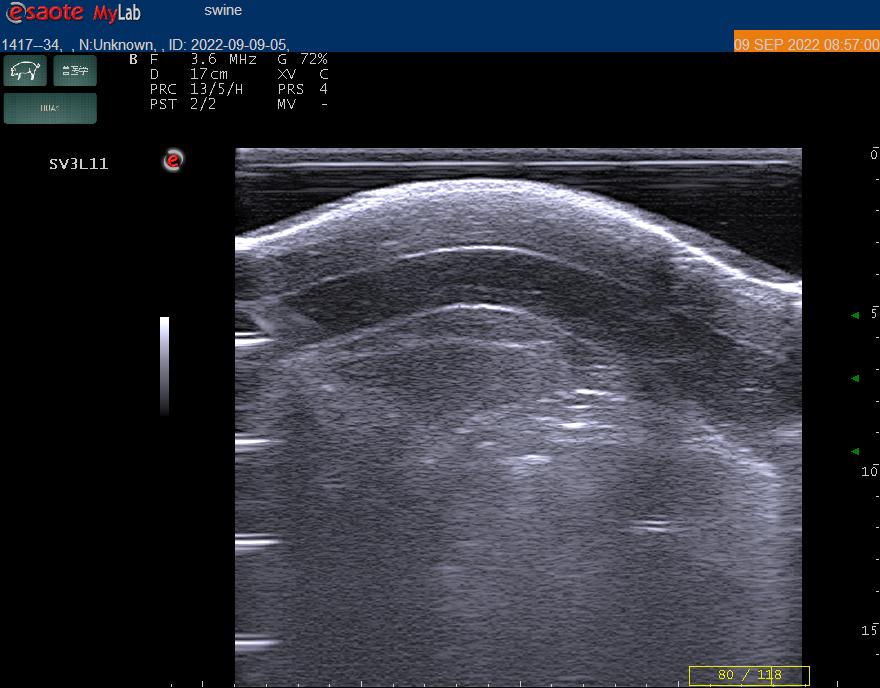 esaote MyLab
swine
1417--34, , N:Unknown, , ID: 2022-09-09-05,
09 SEP 2022 08:57:00
兽医学
B F 3.6 MHz G 72%
D 17cm XV C
PRC 13/5/H PRS 4
PST 2/2 MV -
SV3L11
e
0
5
10
15
80 / 118